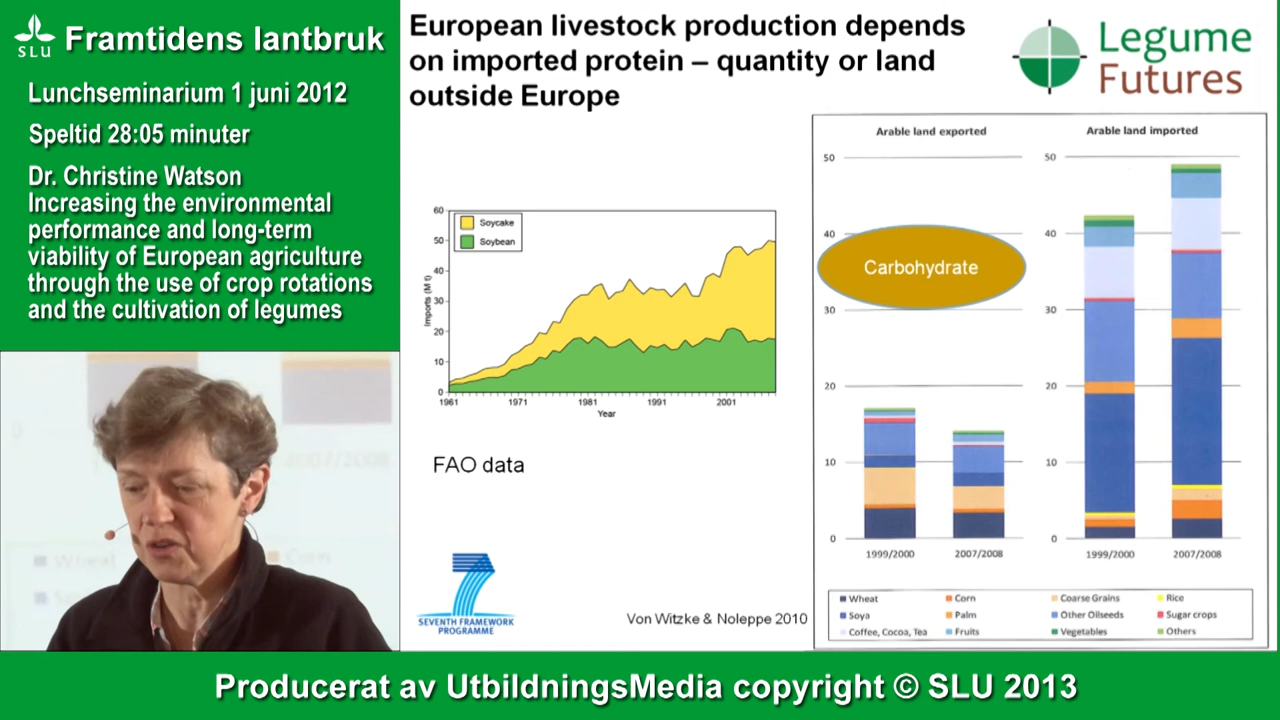 SLU
Framtidens lantbruk
Lunchseminarium 1 juni 2012
Speltid 28:05 minuter
Dr. Christine Watson
Increasing the environmental
performance and long-term
viability of European agriculture
through the use of crop rotations
and the cultivation of legumes
2007/2008
Wheat
Corn
European livestock production depends
on imported protein – quantity or land
outside Europe
Legume
Futures
60
50
40
30
20
10
0
Imports (M t)
Soycake
Soybean
1961 1971 1981 1991 2001
Year
FAO data
SEVENTH FRAMEWORK
PROGRAMME
Von Witzke & Noleppe 2010
Arable land exported
50
40
30
20
10
0
Carbohydrate
1999/2000 2007/2008
Arable land imported
50
40
30
20
10
0
1999/2000 2007/2008
Wheat Corn Coarse Grains Rice
Soya Palm Other Oilseeds Sugar crops
Coffee, Cocoa, Tea Fruits Vegetables Others
Producerat av UtbildningsMedia copyright © SLU 2013